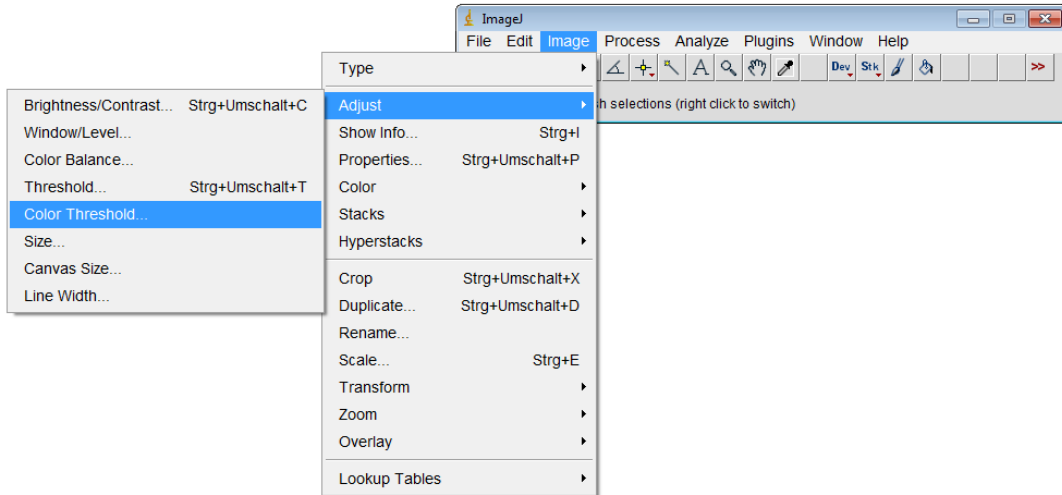 ImageJ
File Edit Image Process Analyze Plugins Window Help
Dev Stk >>
h selections (right click to switch)
Type
Adjust
Show Info... Strg+I
Properties... Strg+Umschalt+P
Color
Stacks
Hyperstacks
Crop Strg+Umschalt+X
Duplicate... Strg+Umschalt+D
Rename...
Scale... Strg+E
Transform
Zoom
Overlay
Lookup Tables
Brightness/Contrast... Strg+Umschalt+C
Window/Level...
Color Balance...
Threshold... Strg+Umschalt+T
Color Threshold...
Size...
Canvas Size...
Line Width...